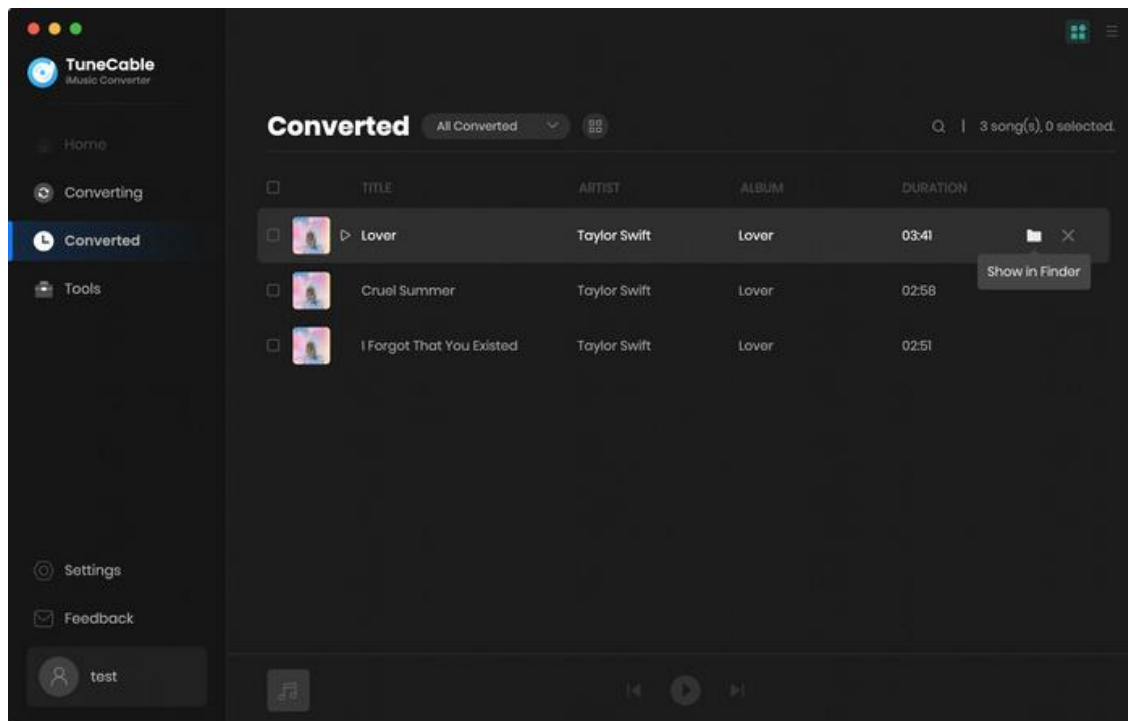 TuneCable
iMusic Converter
Home
Converting
Converted
Tools
Settings
Feedback
test
Converted All Converted 3 song(s), 0 selected.
TITLE ARTIST ALBUM DURATION
Lover Taylor Swift Lover 03:41
Show in Finder
Cruel Summer Taylor Swift Lover 02:58
I Forgot That You Existed Taylor Swift Lover 02:51